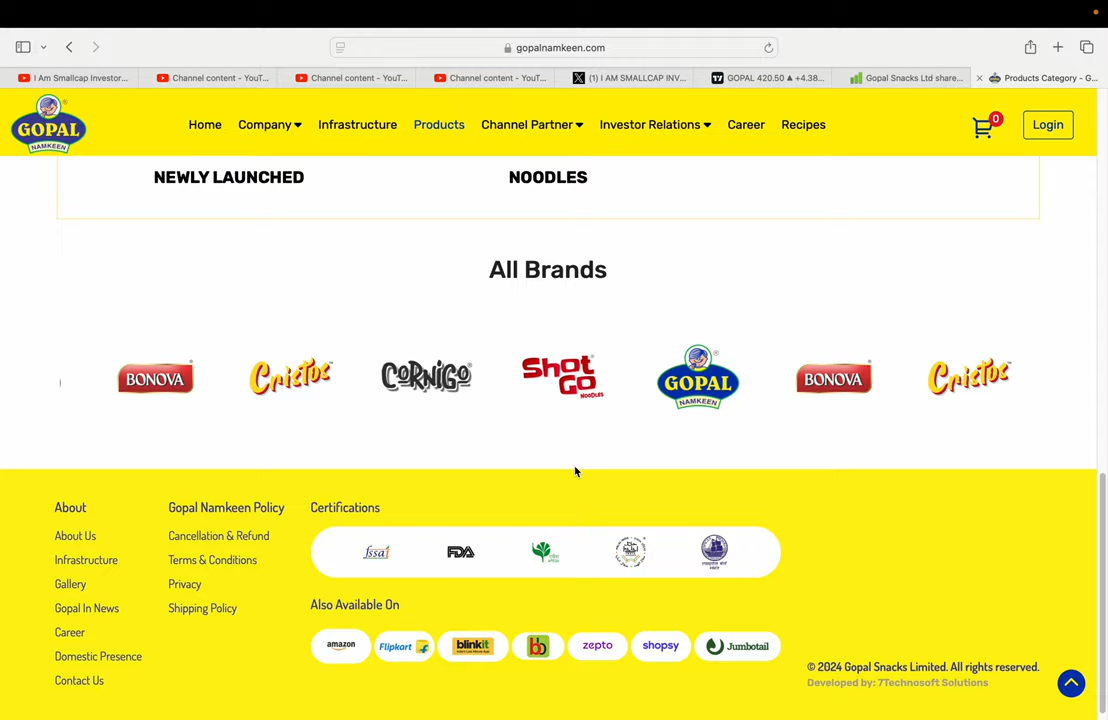 gopalnamkeen.com
I Am Smallcap Investor...
Channel content - YouT...
Channel content - YouT...
Channel content - YouT...
(1) I AM SMALLCAP INV...
GOPAL 420.50 ▲ +4.38...
Gopal Snacks Ltd share...
Products Category - G...
GOPAL
NAMKEEN
Home
Company
Infrastructure
Products
Channel Partner
Investor Relations
Career
Recipes
0
Login
NEWLY LAUNCHED
NOODLES
All Brands
BONOVA
Cristos
CORNIGO
Shot Go NOODLES
GOPAL
NAMKEEN
BONOVA
Cristos
About
About Us
Infrastructure
Gallery
Gopal In News
Career
Domestic Presence
Contact Us
Gopal Namkeen Policy
Cancellation & Refund
Terms & Conditions
Privacy
Shipping Policy
Certifications
fssai
FDA
Also Available On
amazon
Flipkart
blinkit
bb
zepto
shopsy
Jumbotail
© 2024 Gopal Snacks Limited. All rights reserved.
Developed by: 7Technosoft Solutions